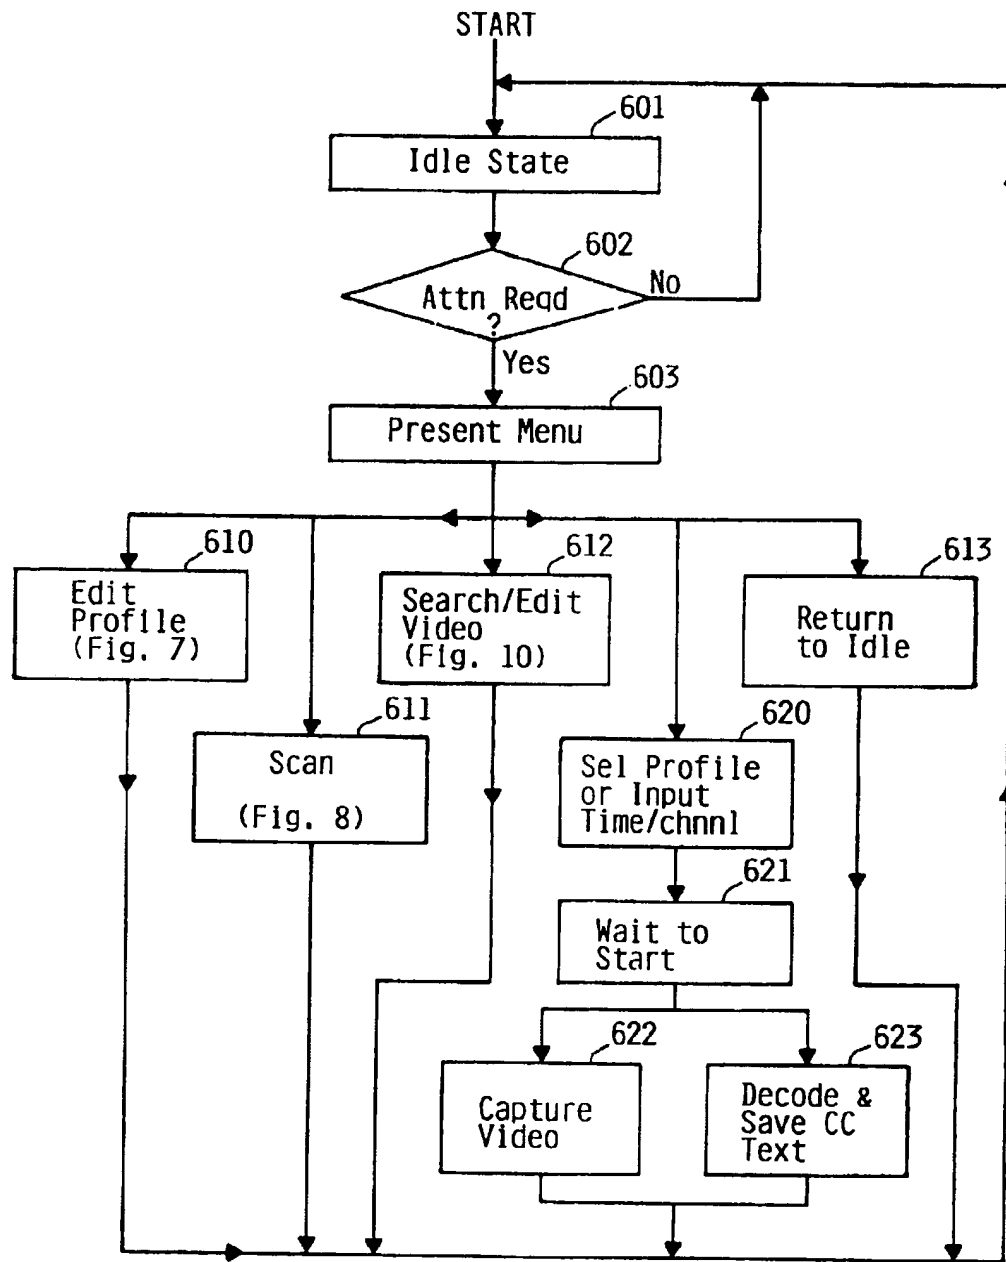 START
601
Idle State
602
Attn Reqd
?
No
Yes
603
Present Menu
610
Edit
Profile
(Fig. 7)
612
Search/Edit
Video
(Fig. 10)
613
Return
to Idle
611
Scan
(Fig. 8)
620
Sel Profile
or Input
Time/chnnl
621
Wait to
Start
622
Capture
Video
623
Decode &
Save CC
Text